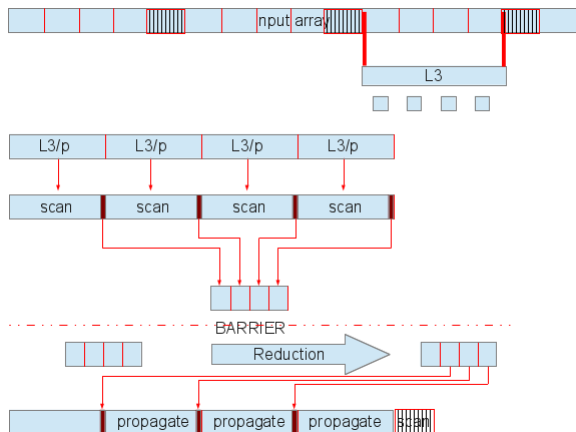 nput array
L3
L3/p L3/p L3/p L3/p
scan scan scan scan
BARRIER
Reduction
propagate propagate propagate scan